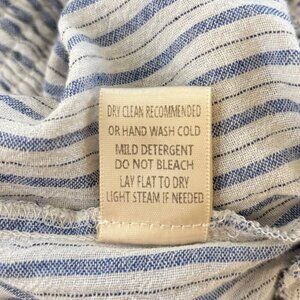 DRY CLEAN RECOMMENDED
OR HAND WASH COLD
MILD DETERGENT
DO NOT BLEACH
LAY FLAT TO DRY
LIGHT STEAM IF NEEDED